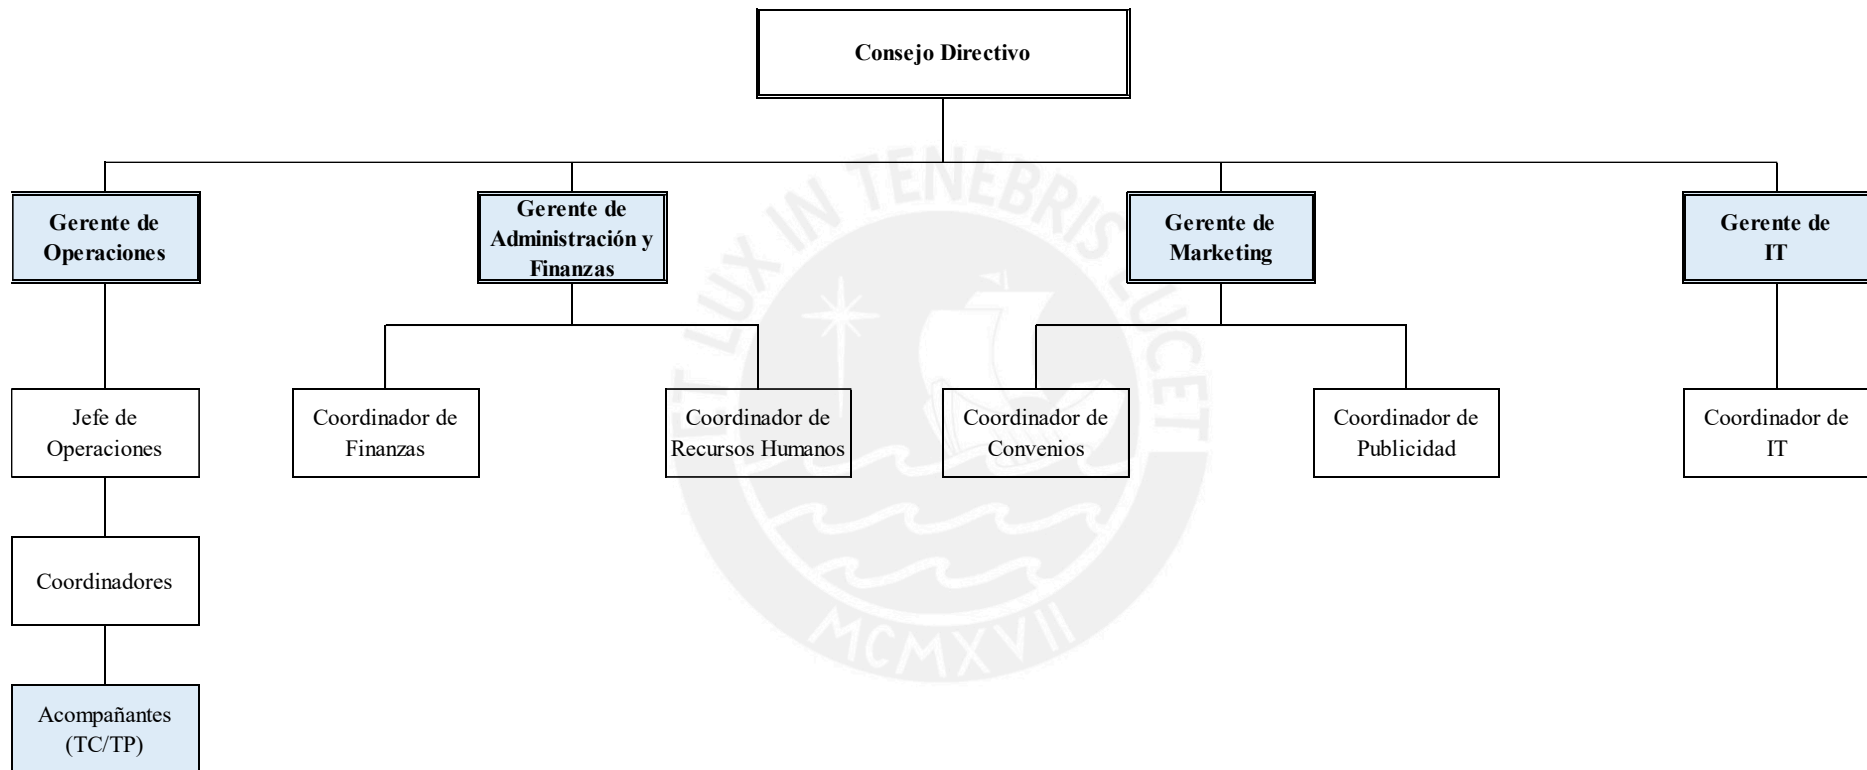 Consejo Directivo
Gerente de
Operaciones
Gerente de
Administración y
Finanzas
Gerente de
Marketing
Gerente de
IT
Jefe de
Operaciones
Coordinador de
Finanzas
Coordinador de
Recursos Humanos
Coordinador de
Convenios
Coordinador de
Publicidad
Coordinador de
IT
Coordinadores
Acompañantes
(TC/TP)
ET LUX IN TENEBRIS LUCET
MCMXVII